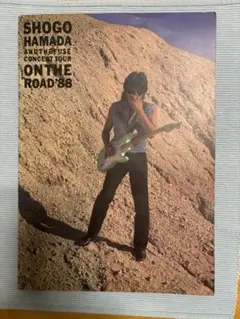 SHOGO
HAMADA
AND THE FUSE
CONCERT TOUR
ON THE
ROAD'88